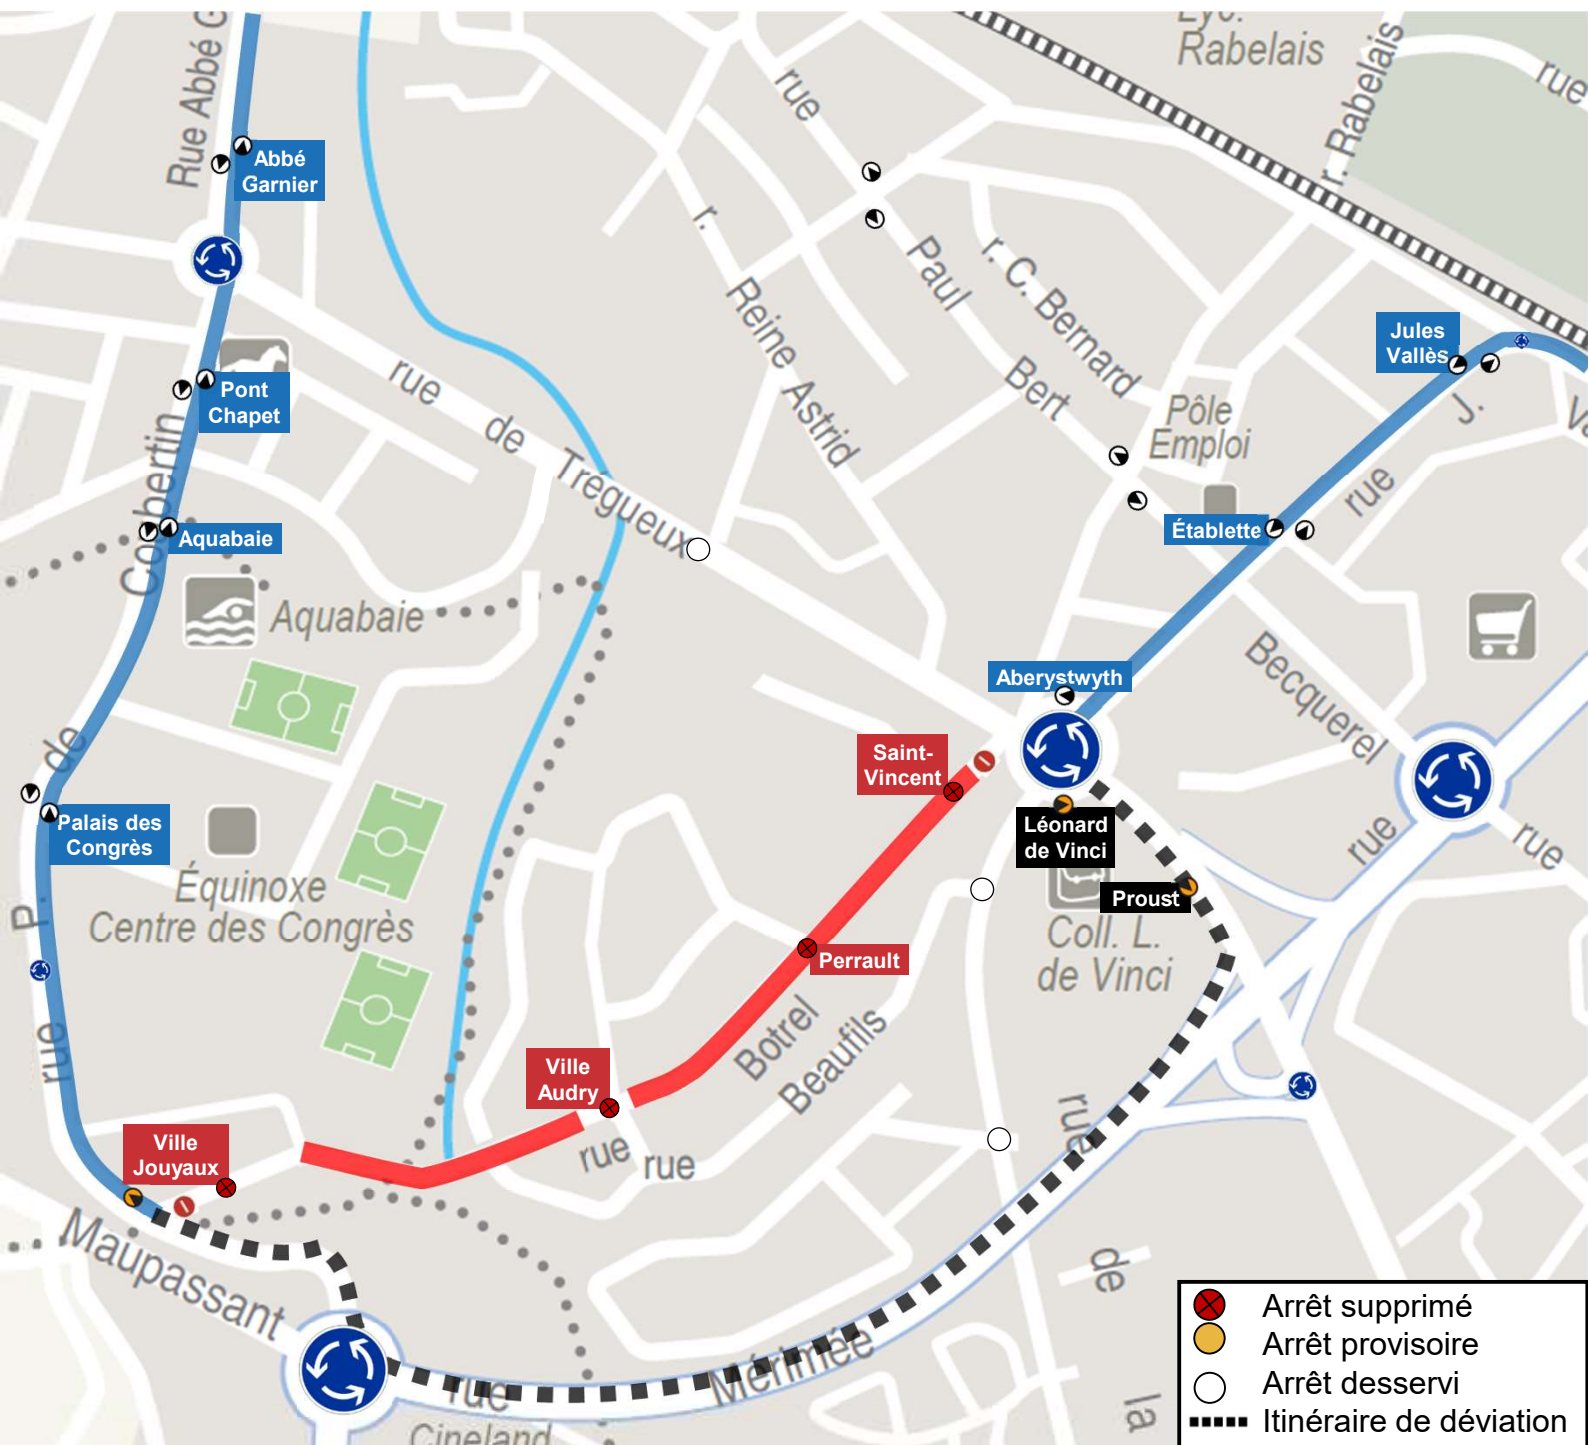 Lyc.
Rabelais
r. Rabelais
rue
Rue Abbé G
rue
Abbé
Garnier
r.
Reine Astrid
Paul
Bert
r. C. Bernard
Jules
Vallès
J.
rue
Pont
Chapet
rue
de
Trégueux
Pôle
Emploi
Coubertin
Aquabaie
Établette
Aquabaie
Becquerel
Aberystwyth
de
Saint-
Vincent
Palais des
Congrès
Léonard
de Vinci
rue
rue
Équinoxe
Centre des Congrès
Proust
P.
Coll. L.
de Vinci
Perrault
Botrel
Beaufils
rue
Ville
Audry
rue
Ville
Jouyaux
rue
rue
Maupassant
de
la
rue
Mérimée
Cineland
Arrêt supprimé
Arrêt provisoire
Arrêt desservi
Itinéraire de déviation